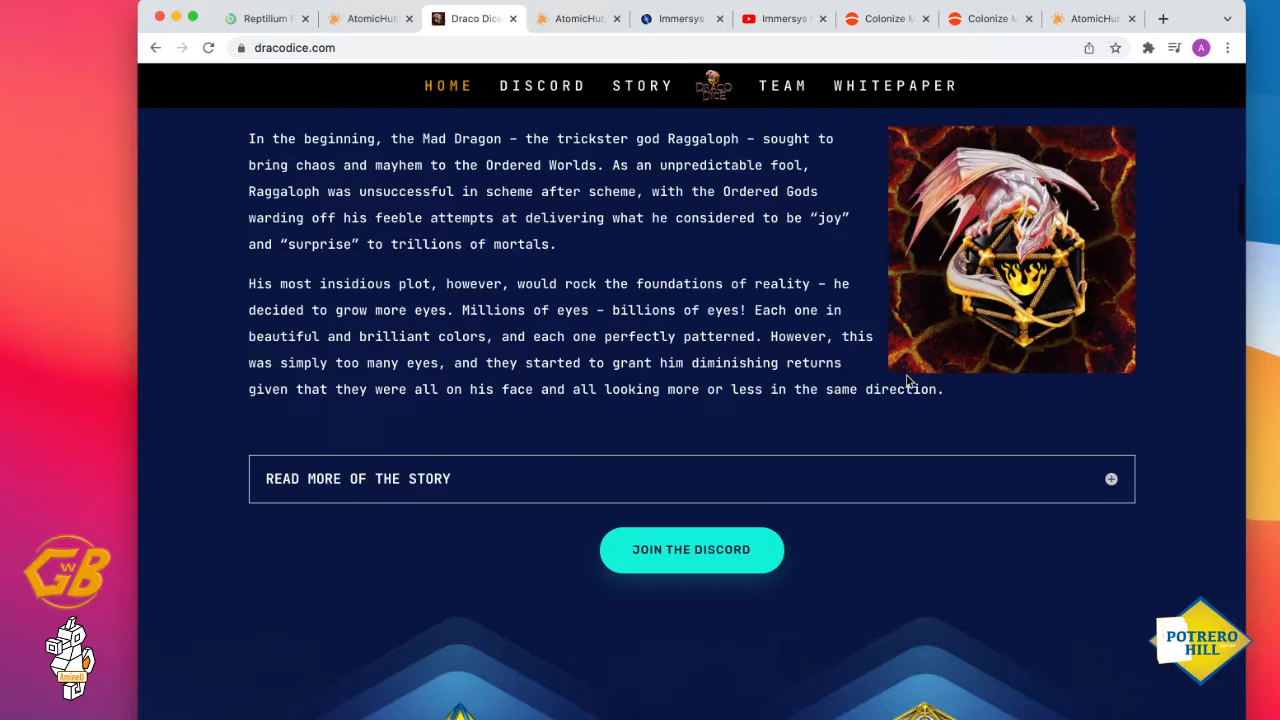 Reptilium
AtomicHub
Draco Dice
AtomicHub
Immersys
Immersys
Colonize
Colonize
AtomicHub
dracodice.com
A
HOME
DISCORD
STORY
DRACO
DICE
TEAM
WHITEPAPER
In the beginning, the Mad Dragon – the trickster god Raggaloph – sought to
bring chaos and mayhem to the Ordered Worlds. As an unpredictable fool,
Raggaloph was unsuccessful in scheme after scheme, with the Ordered Gods
warding off his feeble attempts at delivering what he considered to be “joy”
and “surprise” to trillions of mortals.
His most insidious plot, however, would rock the foundations of reality – he
decided to grow more eyes. Millions of eyes – billions of eyes! Each one in
beautiful and brilliant colors, and each one perfectly patterned. However, this
was simply too many eyes, and they started to grant him diminishing returns
given that they were all on his face and all looking more or less in the same direction.
READ MORE OF THE STORY
JOIN THE DISCORD
GwB
Amineti
POTRERO
HILL